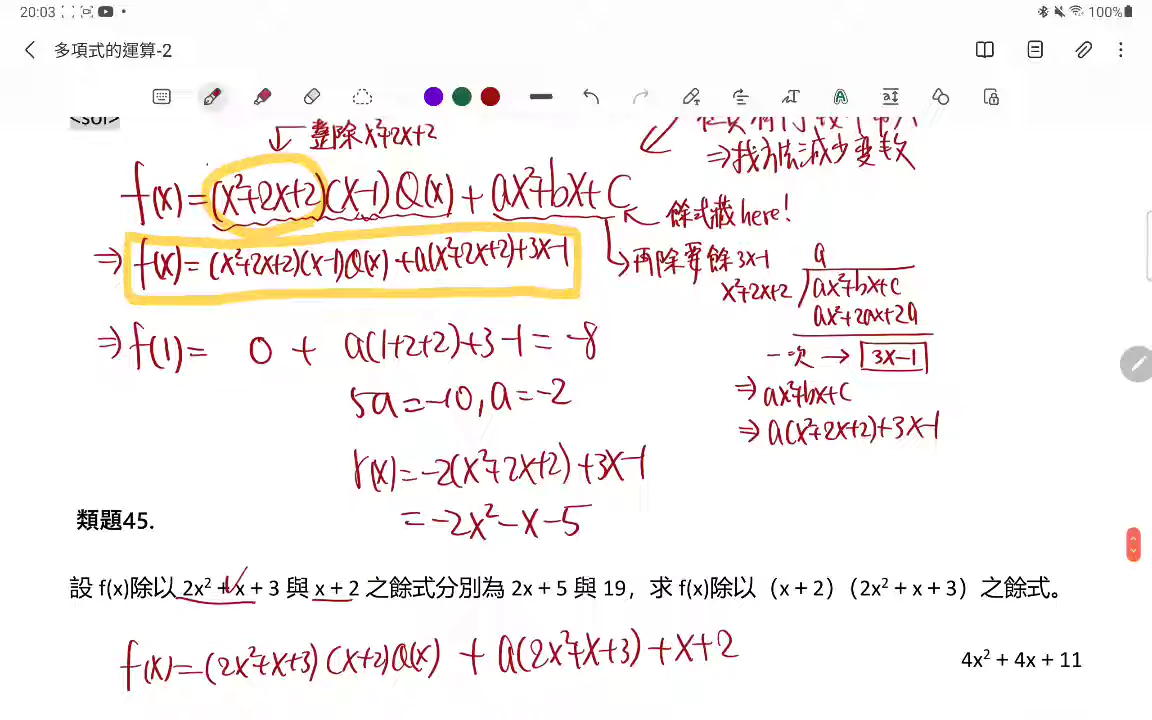 20:03
100%
多項式的運算-2
<sol>
整除x²+2x+2
⇒找方法減少變數
f(x)=(x²+2x+2)(x-1)Q(x)+ax²+bx+c
餘式藏here!
⇒ f(x)=(x²+2x+2)(x-1)Q(x)+a(x²+2x+2)+3x-1
再除要餘3x-1
a
x²+2x+2
ax²+bx+c
ax²+2ax+2a
一次 → 3x-1
⇒ax²+bx+c
⇒a(x²+2x+2)+3x-1
⇒f(1)= 0 + a(1+2+2)+3-1=-8
5a=-10, a=-2
r(x)=-2(x²+2x+2)+3x-1
=-2x²-x-5
類題45.
設 f(x)除以 2x² + x + 3 與 x + 2 之餘式分別為 2x + 5 與 19，求 f(x)除以（x + 2）（2x² + x + 3）之餘式。
f(x)=(2x²+x+3)(x+2)Q(x) + a(2x²+x+3)+x+2
4x² + 4x + 11